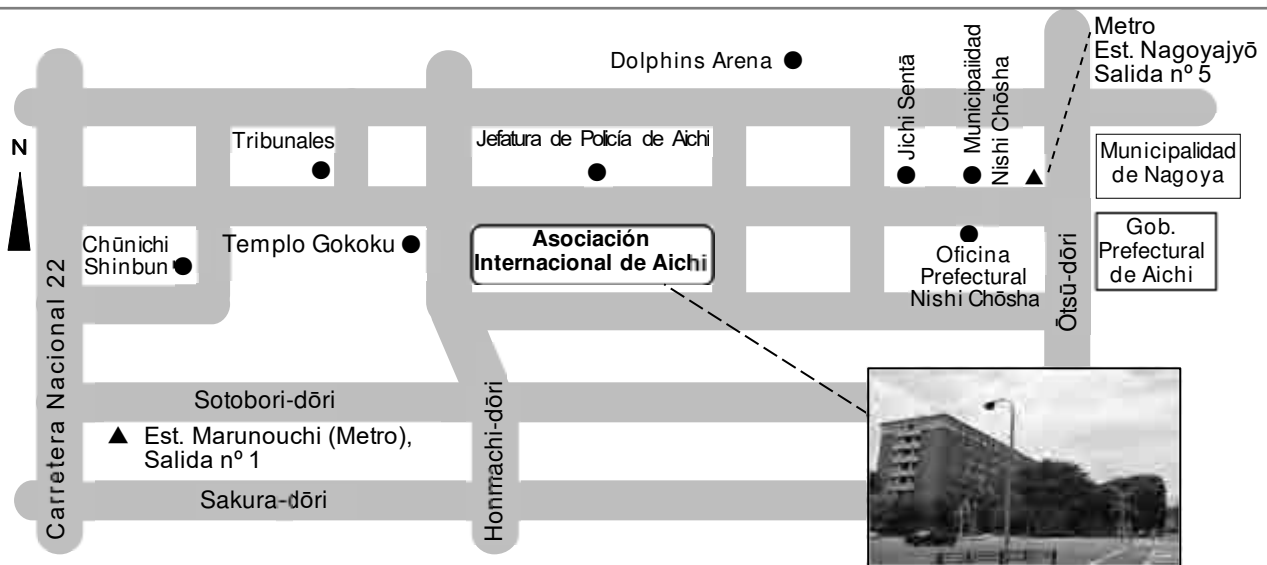 Metro
Est. Nagoyajyō
Salida nº 5
Dolphins Arena
Jichi Sentā
Municipaiidad
Nishi Chōsha
N
Tribunales
Jefatura de Policía de Aichi
Municipalidad
de Nagoya
Chūnichi
Shinbun
Templo Gokoku
Asociación
Internacional de Aichi
Oficina
Prefectural
Nishi Chōsha
Gob.
Prefectural
de Aichi
Carretera Nacional 22
Ōtsū-dōri
Sotobori-dōri
Est. Marunouchi (Metro),
Salida nº 1
Honmachi-dōri
Sakura-dōri